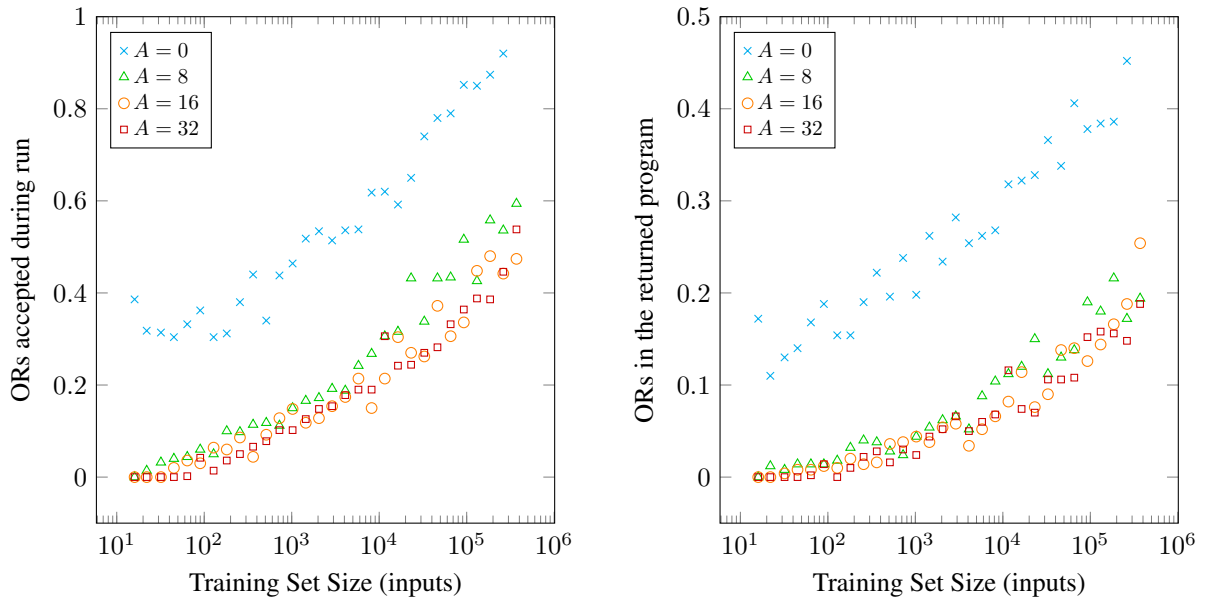 1
0.8
0.6
0.4
0.2
0
ORs accepted during run
A = 0
A = 8
A = 16
A = 32
10^1 10^2 10^3 10^4 10^5 10^6
Training Set Size (inputs)
0.5
0.4
0.3
0.2
0.1
0
ORs in the returned program
A = 0
A = 8
A = 16
A = 32
10^1 10^2 10^3 10^4 10^5 10^6
Training Set Size (inputs)